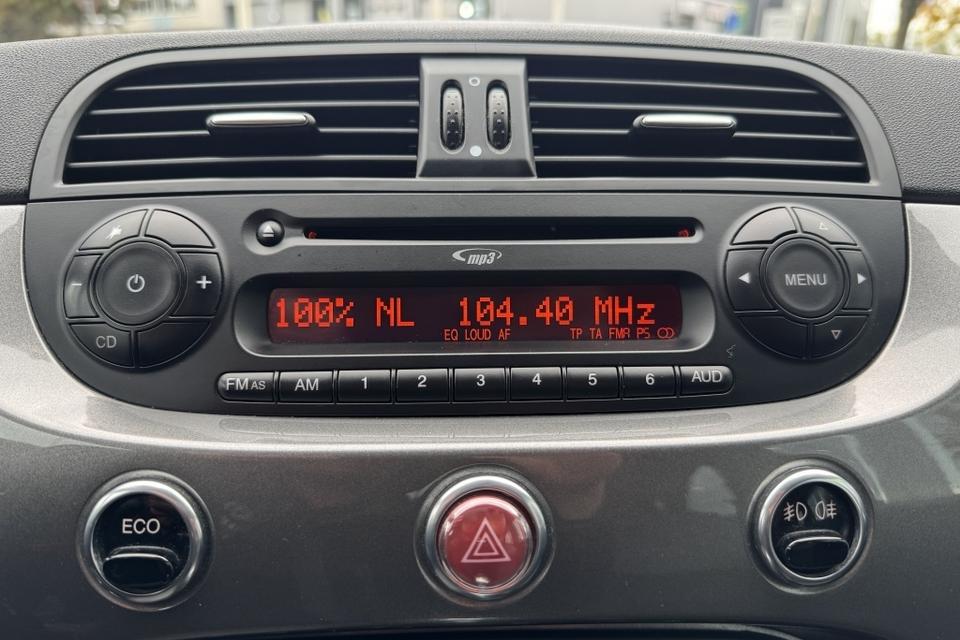 mp3
100% NL 104.40 MHz
EQ LOUD AF TP TA FMA PS
CD MENU
FM AS AM 1 2 3 4 5 6 AUD
ECO